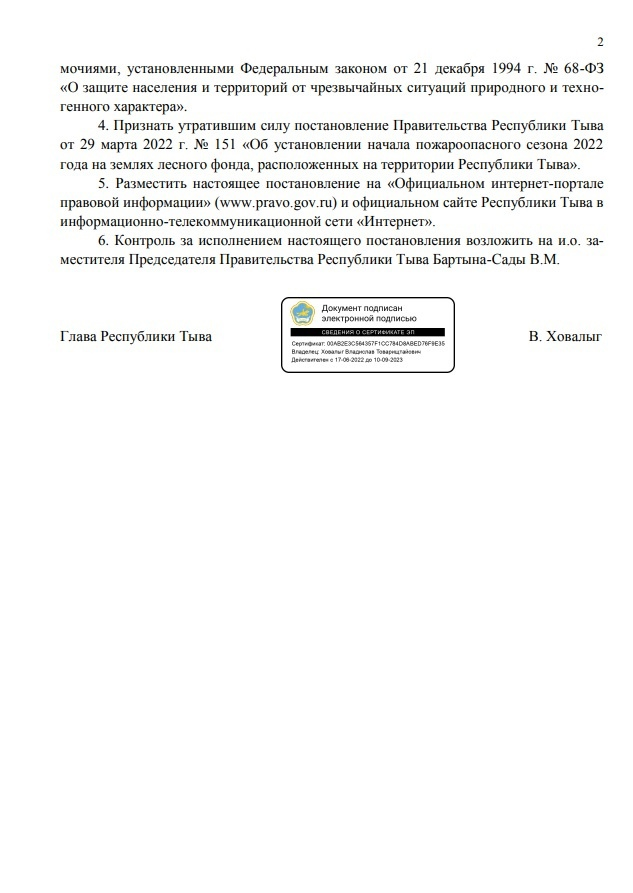 2
мочиями, установленными Федеральным законом от 21 декабря 1994 г. № 68-ФЗ
«О защите населения и территорий от чрезвычайных ситуаций природного и техно-
генного характера».
4. Признать утратившим силу постановление Правительства Республики Тыва
от 29 марта 2022 г. № 151 «Об установлении начала пожароопасного сезона 2022
года на землях лесного фонда, расположенных на территории Республики Тыва».
5. Разместить настоящее постановление на «Официальном интернет-портале
правовой информации» (www.pravo.gov.ru) и официальном сайте Республики Тыва в
информационно-телекоммуникационной сети «Интернет».
6. Контроль за исполнением настоящего постановления возложить на и.о. за-
местителя Председателя Правительства Республики Тыва Бартына-Сады В.М.
Документ подписан
электронной подписью
СВЕДЕНИЯ О СЕРТИФИКАТЕ ЭП
Глава Республики Тыва
В. Ховалыг
Сертификат: 00AB2E3C564357F1CC784D8ABED76F9E35
Владелец: Ховалыг Владислав Товарищтайович
Действителен с 17-06-2022 до 10-09-2023